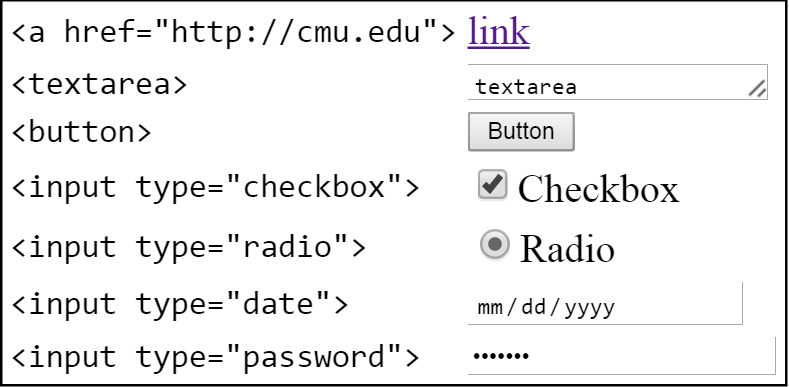 <a href="http://cmu.edu"> link
<textarea> textarea
<button> Button
<input type="checkbox"> Checkbox
<input type="radio"> Radio
<input type="date"> mm/dd/yyyy
<input type="password"> •••••••